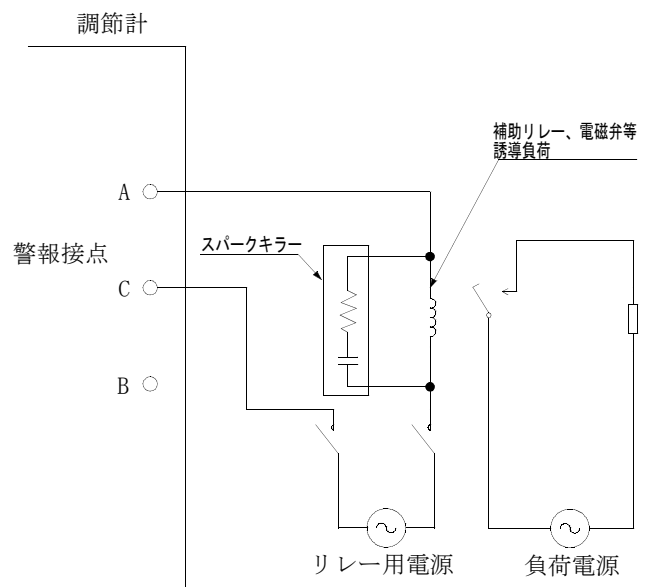 調節計
補助リレー、電磁弁等
誘導負荷
A
スパークキラー
警報接点
C
B
リレー用電源
負荷電源